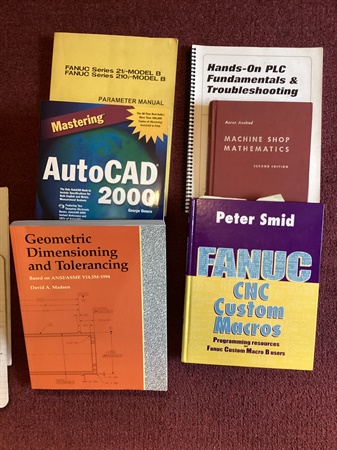 FANUC Series 21i-MODEL B
FANUC Series 210i-MODEL B
PARAMETER MANUAL
Hands-On PLC
Fundamentals &
Troubleshooting
Mastering
AutoCAD
2000
George Omura
MACHINE SHOP
MATHEMATICS
SECOND EDITION
Geometric
Dimensioning
and Tolerancing
Based on ANSI/ASME Y14.5M-1994
David A. Madsen
Peter Smid
FANUC
CNC
Custom
Macros
Programming resources
for
Fanuc Custom Macro B users